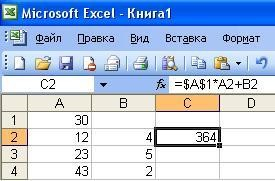 Microsoft Excel - Книга1
Файл Правка Вид Вставка Формат
C2 fx =$A$1*A2+B2
A B C
1 30
2 12 4 364
3 23 5
4 43 2